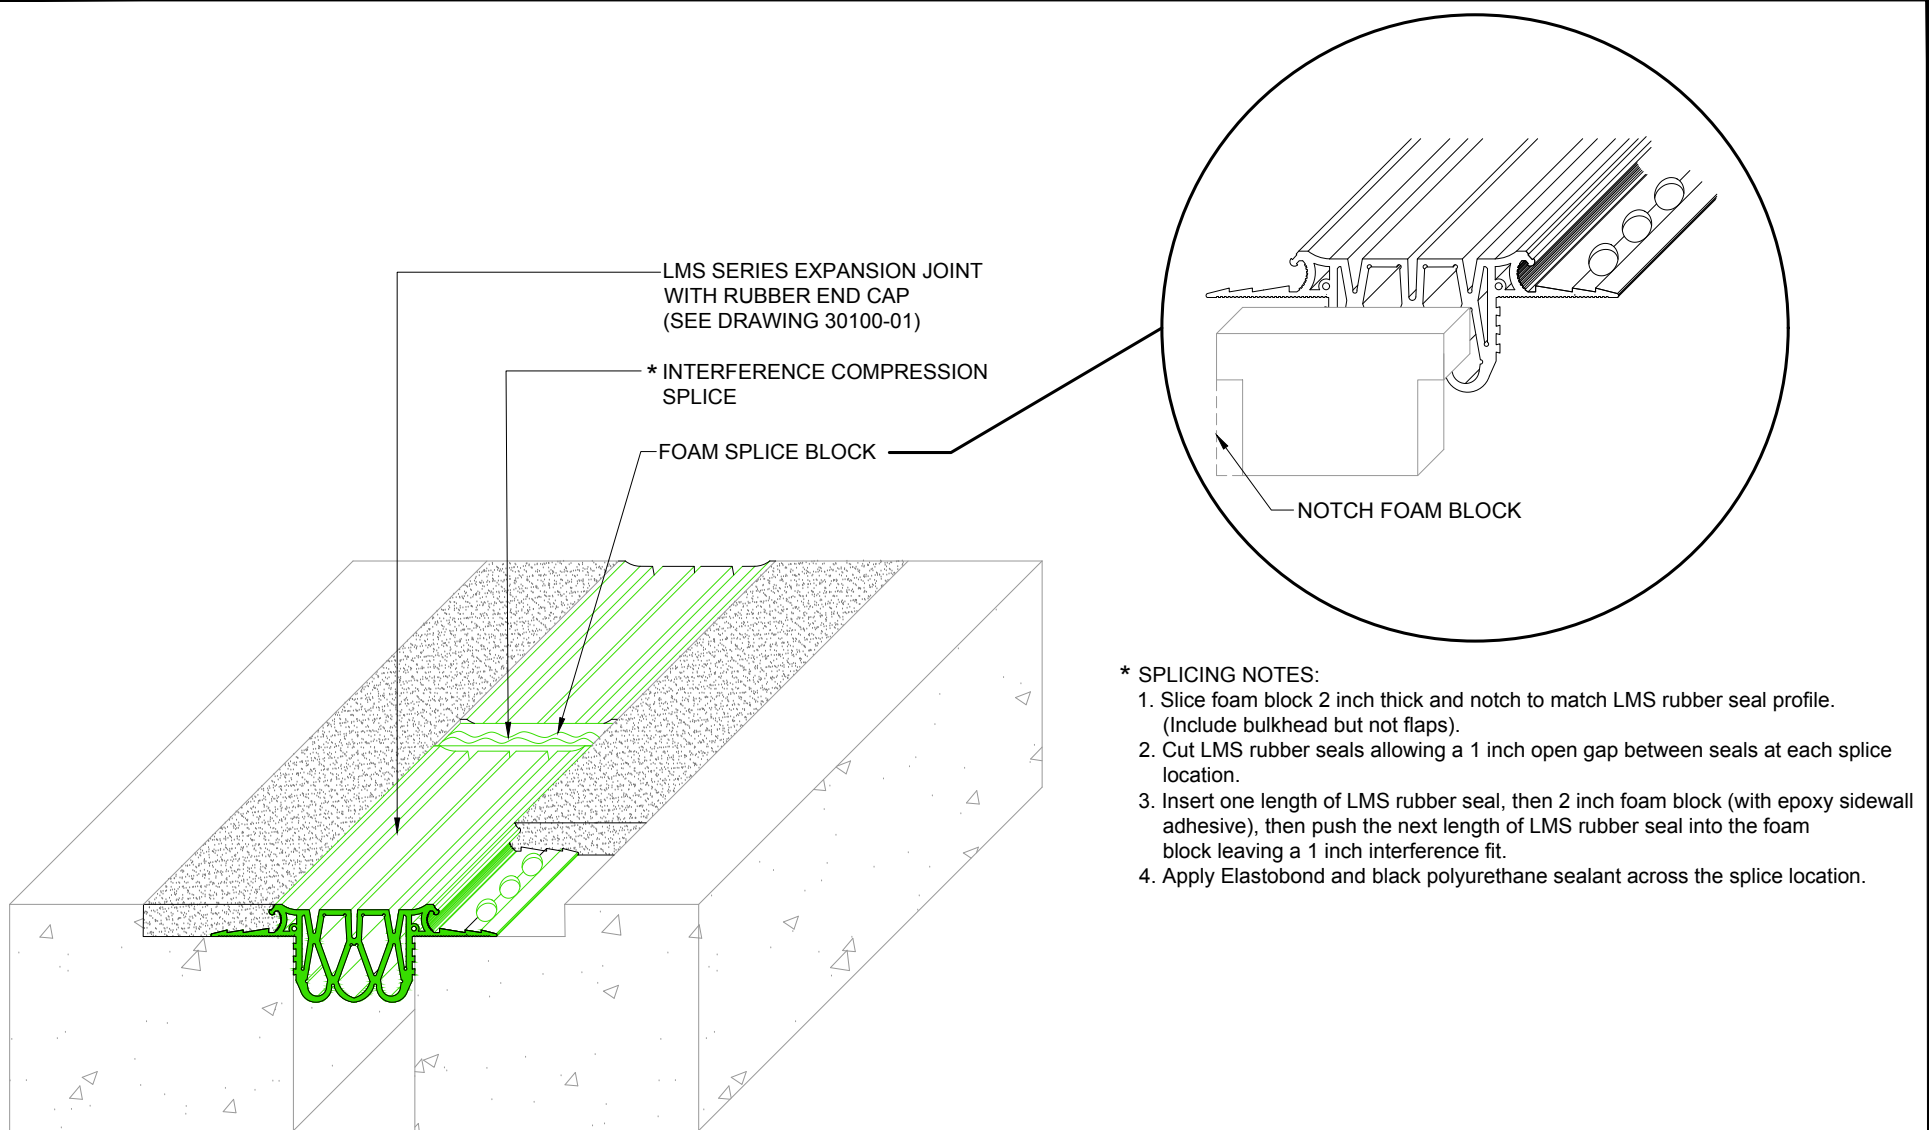 LMS SERIES EXPANSION JOINT
WITH RUBBER END CAP
(SEE DRAWING 30100-01)
* INTERFERENCE COMPRESSION
SPLICE
FOAM SPLICE BLOCK
NOTCH FOAM BLOCK
* SPLICING NOTES:
1. Slice foam block 2 inch thick and notch to match LMS rubber seal profile.
(Include bulkhead but not flaps).
2. Cut LMS rubber seals allowing a 1 inch open gap between seals at each splice
location.
3. Insert one length of LMS rubber seal, then 2 inch foam block (with epoxy sidewall
adhesive), then push the next length of LMS rubber seal into the foam
block leaving a 1 inch interference fit.
4. Apply Elastobond and black polyurethane sealant across the splice location.